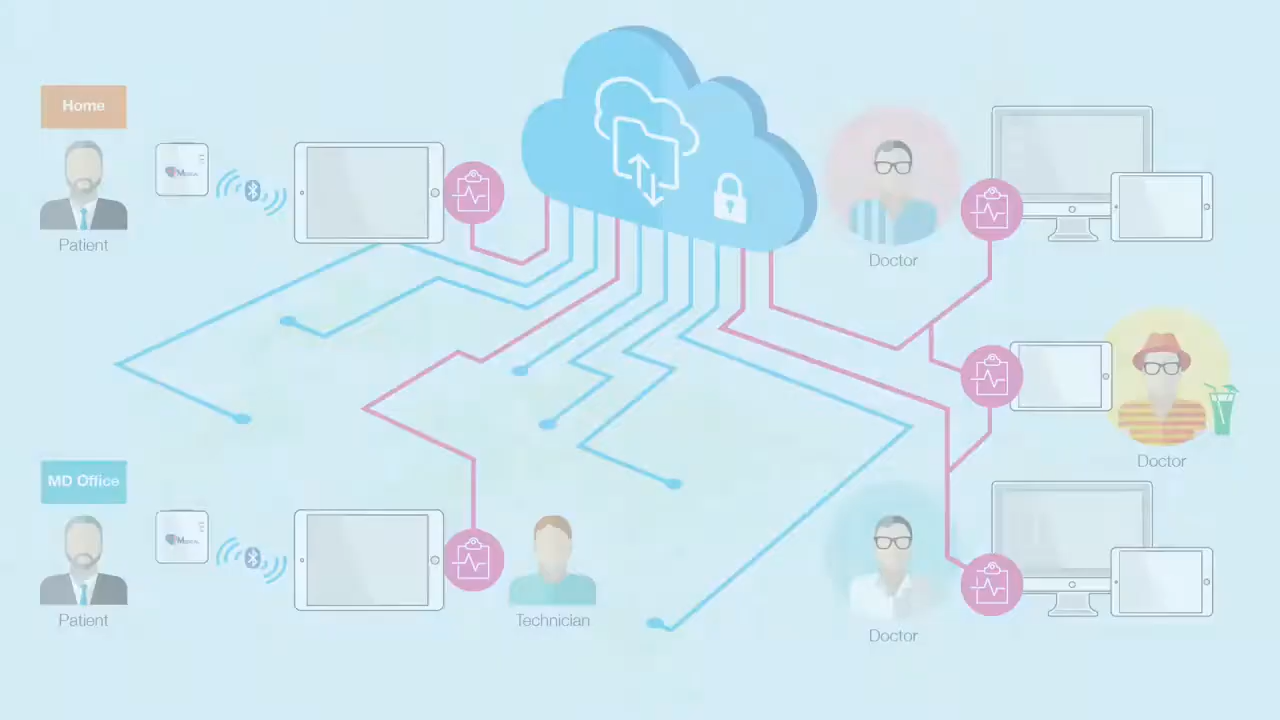 Home
Patient
Doctor
Doctor
MD Office
Patient
Technician
Doctor